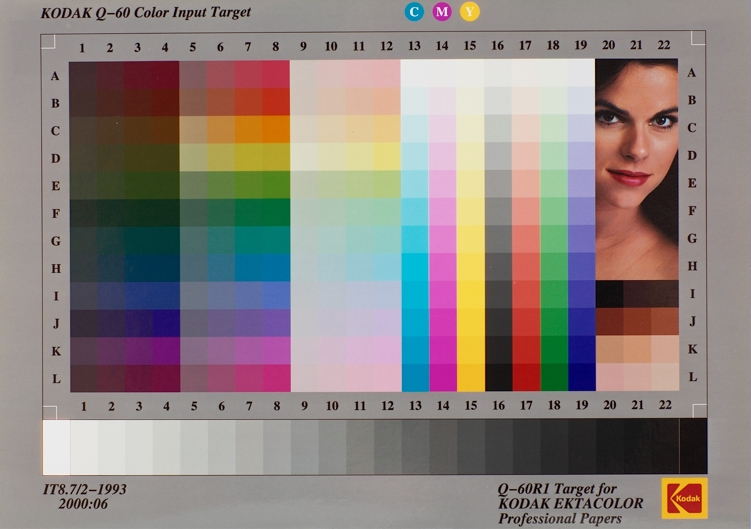 KODAK Q–60 Color Input Target
C M Y
1 2 3 4 5 6 7 8 9 10 11 12 13 14 15 16 17 18 19 20 21 22
A A
B B
C C
D D
E E
F F
G G
H H
I I
J J
K K
L L
1 2 3 4 5 6 7 8 9 10 11 12 13 14 15 16 17 18 19 20 21 22
IT8.7/2–1993
2000:06
Q–60R1 Target for
KODAK EKTACOLOR
Professional Papers
Kodak